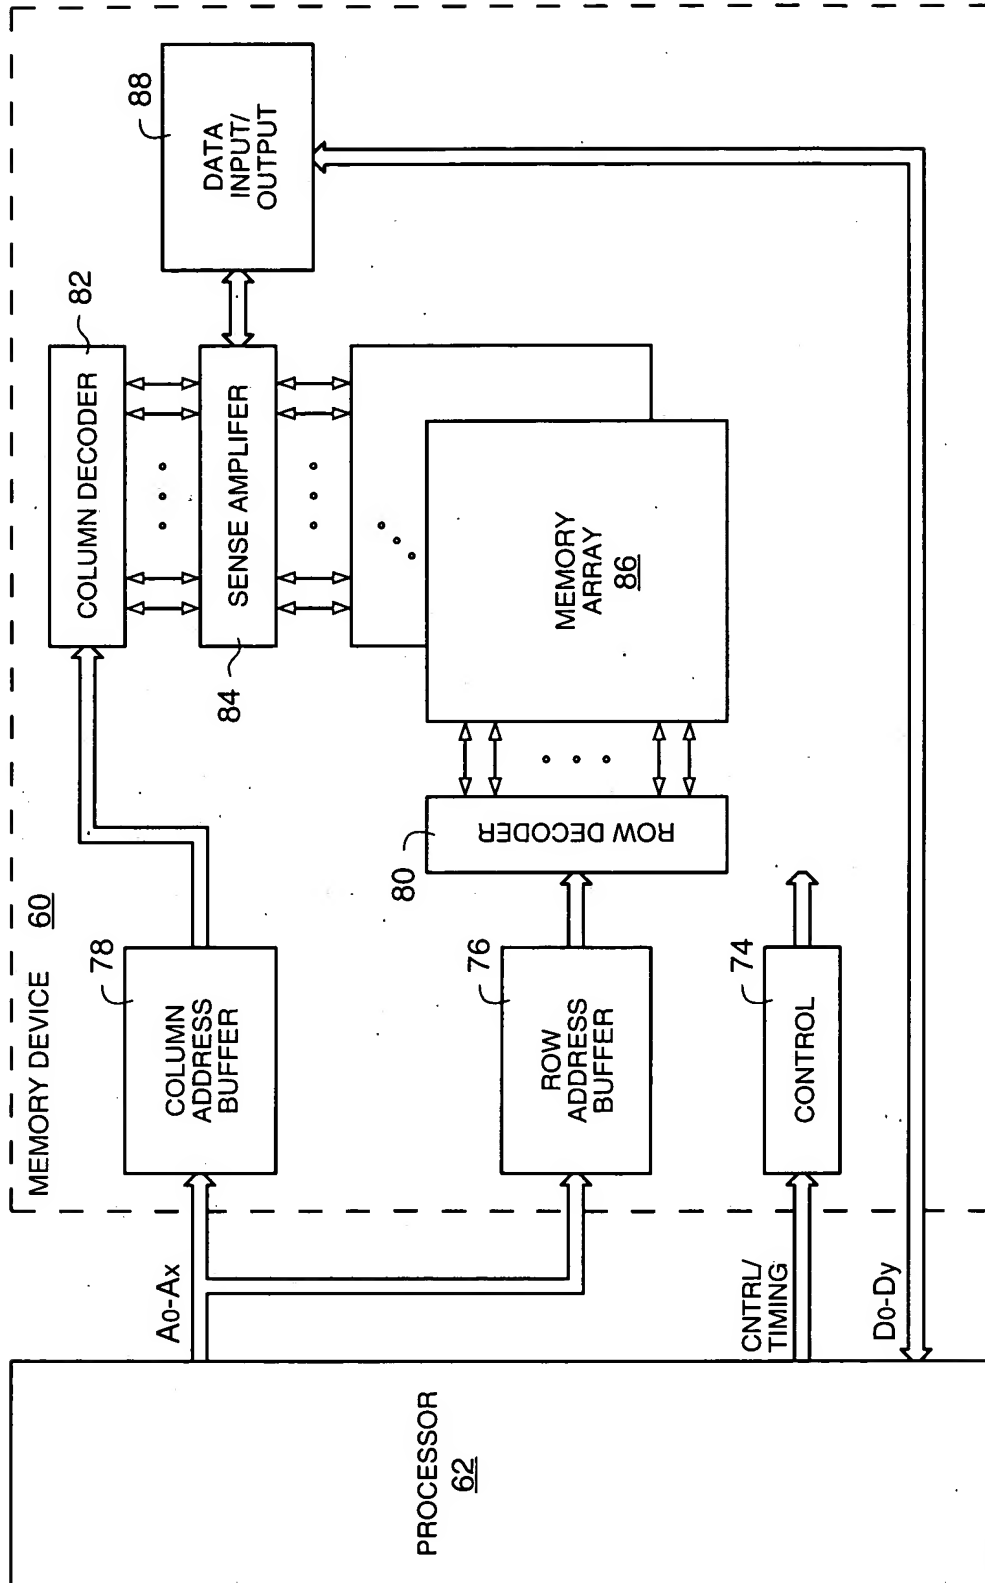 PROCESSOR
62
A0-Ax
CNTRL/
TIMING
D0-Dy
MEMORY DEVICE 60
78
COLUMN
ADDRESS
BUFFER
76
ROW
ADDRESS
BUFFER
74
CONTROL
80
ROW DECODER
COLUMN DECODER
82
SENSE AMPLIFER
84
MEMORY
ARRAY
86
88
DATA
INPUT/
OUTPUT